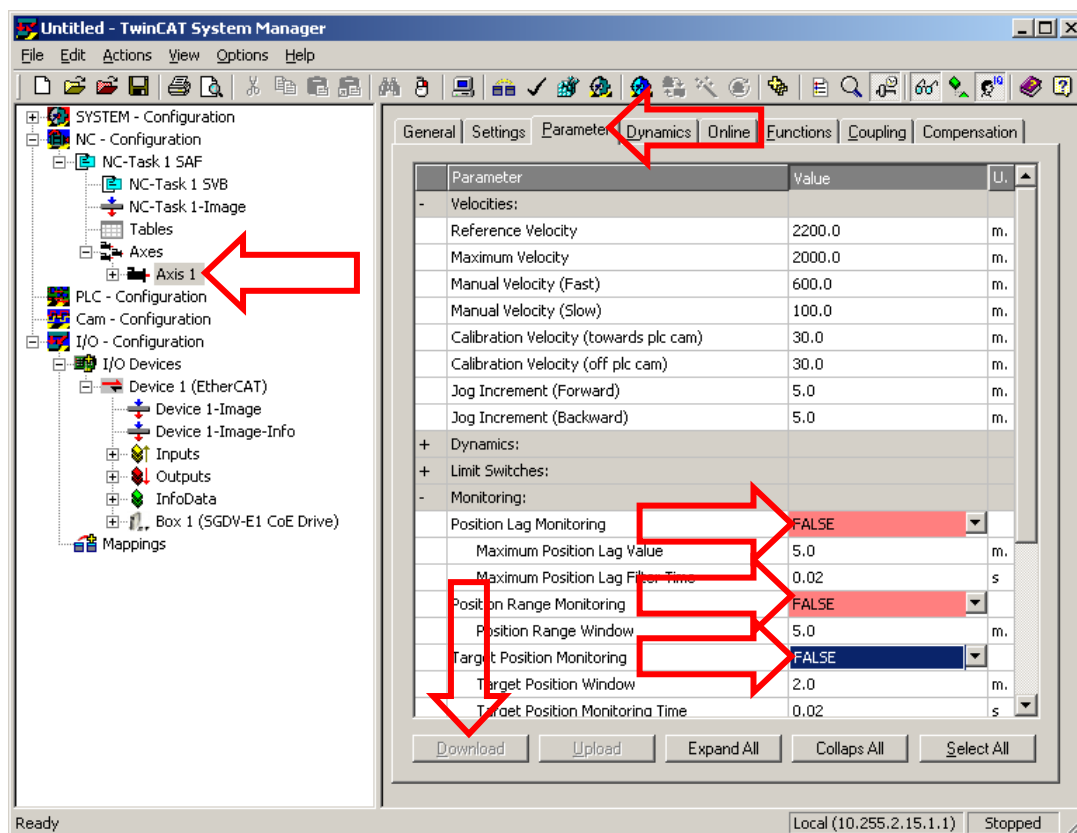 Untitled - TwinCAT System Manager
File Edit Actions View Options Help
SYSTEM - Configuration
NC - Configuration
NC-Task 1 SAF
NC-Task 1 SVB
NC-Task 1-Image
Tables
Axes
Axis 1
PLC - Configuration
Cam - Configuration
I/O - Configuration
I/O Devices
Device 1 (EtherCAT)
Device 1-Image
Device 1-Image-Info
Inputs
Outputs
InfoData
Box 1 (SGDV-E1 CoE Drive)
Mappings
General Settings Parameter Dynamics Online Functions Coupling Compensation
Parameter Value U.
- Velocities:
Reference Velocity 2200.0 m.
Maximum Velocity 2000.0 m.
Manual Velocity (Fast) 600.0 m.
Manual Velocity (Slow) 100.0 m.
Calibration Velocity (towards plc cam) 30.0 m.
Calibration Velocity (off plc cam) 30.0 m.
Jog Increment (Forward) 5.0 m.
Jog Increment (Backward) 5.0 m.
+ Dynamics:
+ Limit Switches:
- Monitoring:
Position Lag Monitoring FALSE
Maximum Position Lag Value 5.0 m.
Maximum Position Lag Filter Time 0.02 s
Position Range Monitoring FALSE
Position Range Window 5.0 m.
Target Position Monitoring FALSE
Target Position Window 2.0 m.
Target Position Monitoring Time 0.02 s
Download Upload Expand All Collaps All Select All
Ready Local (10.255.2.15.1.1) Stopped